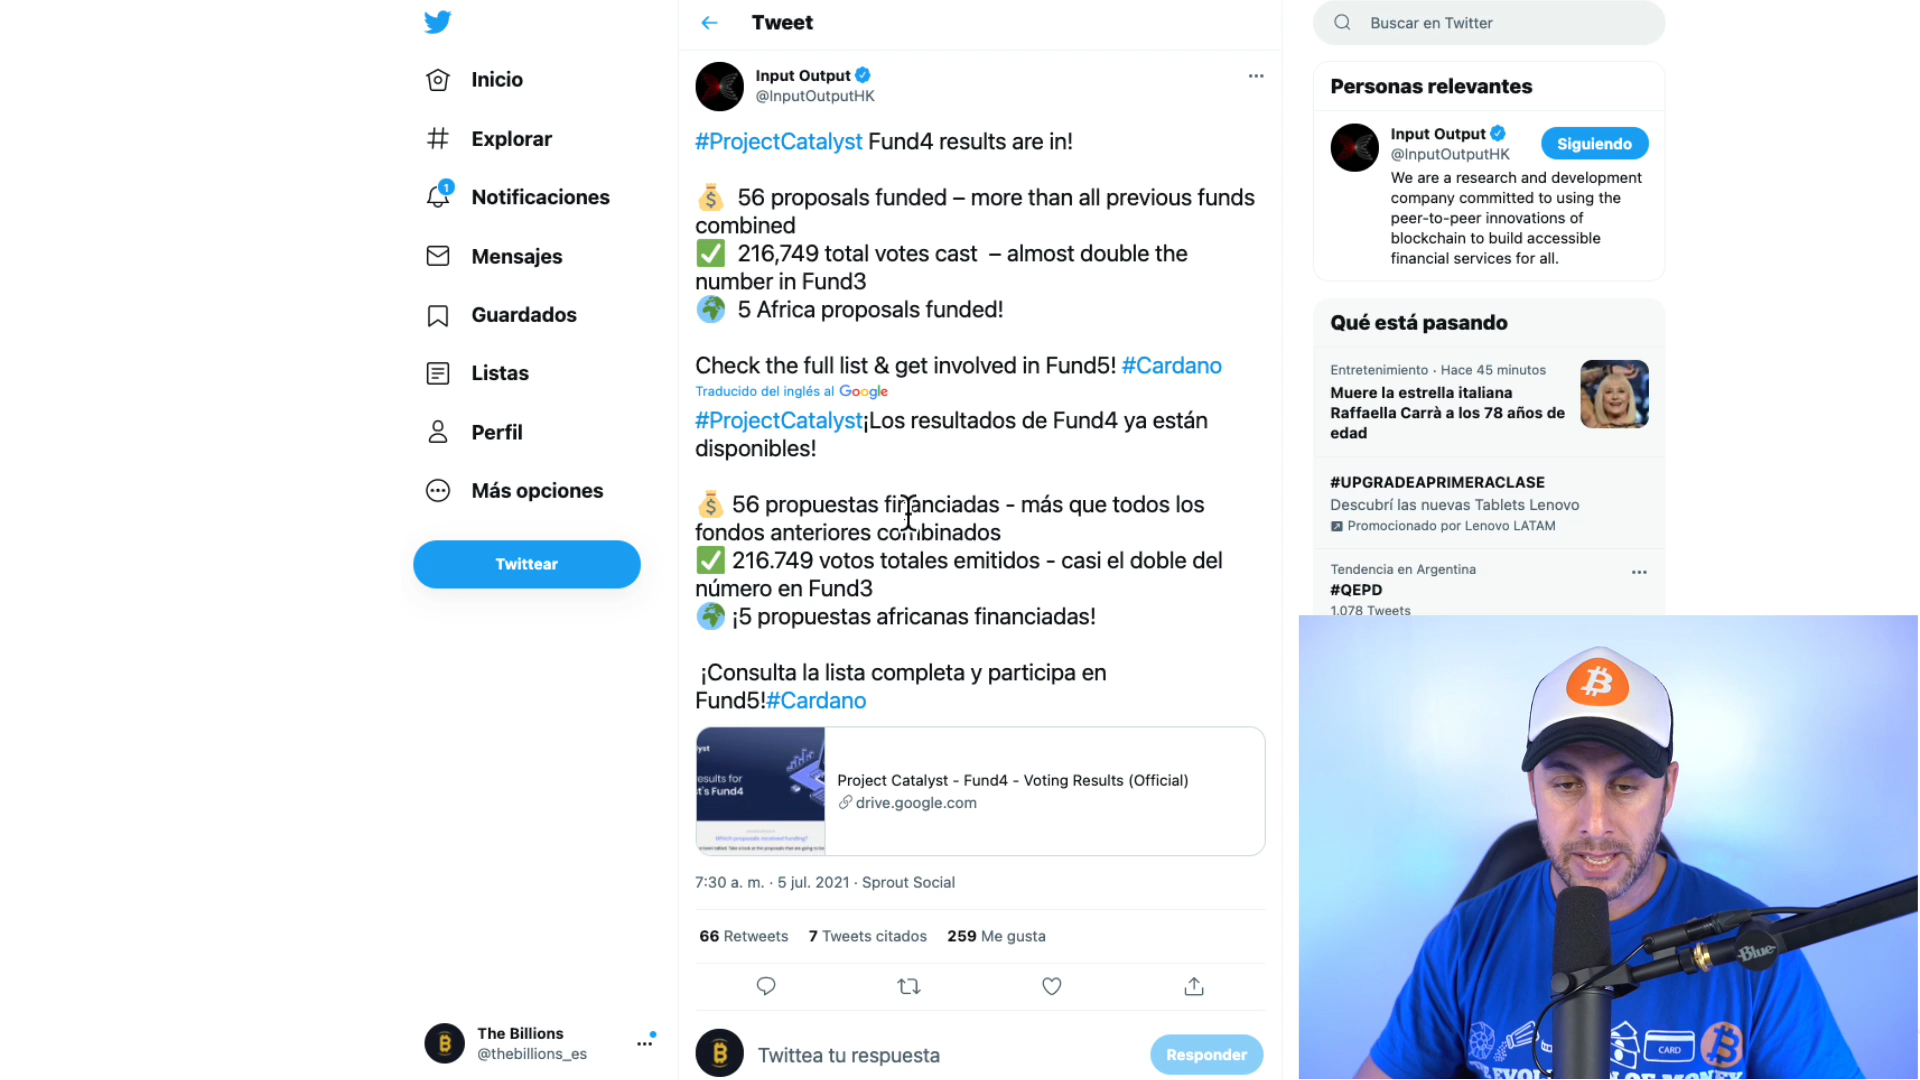 Inicio
Explorar
1
Notificaciones
Mensajes
Guardados
Listas
Perfil
Más opciones
Twittear
The Billions
@thebillions_es
Tweet
Input Output
@InputOutputHK
#ProjectCatalyst Fund4 results are in!
56 proposals funded – more than all previous funds
combined
216,749 total votes cast – almost double the
number in Fund3
5 Africa proposals funded!
Check the full list & get involved in Fund5! #Cardano
Traducido del inglés al Google
#ProjectCatalyst¡Los resultados de Fund4 ya están
disponibles!
56 propuestas financiadas - más que todos los
fondos anteriores combinados
216.749 votos totales emitidos - casi el doble del
número en Fund3
¡5 propuestas africanas financiadas!
¡Consulta la lista completa y participa en
Fund5!#Cardano
Project Catalyst - Fund4 - Voting Results (Official)
drive.google.com
7:30 a. m. · 5 jul. 2021 · Sprout Social
66 Retweets 7 Tweets citados 259 Me gusta
Twittea tu respuesta
Responder
Buscar en Twitter
Personas relevantes
Input Output
@InputOutputHK
Siguiendo
We are a research and development
company committed to using the
peer-to-peer innovations of
blockchain to build accessible
financial services for all.
Qué está pasando
Entretenimiento · Hace 45 minutos
Muere la estrella italiana
Raffaella Carrà a los 78 años de
edad
#UPGRADEAPRIMERACLASE
Descubrí las nuevas Tablets Lenovo
Promocionado por Lenovo LATAM
Tendencia en Argentina
#QEPD
1.078 Tweets
Blue
CARD